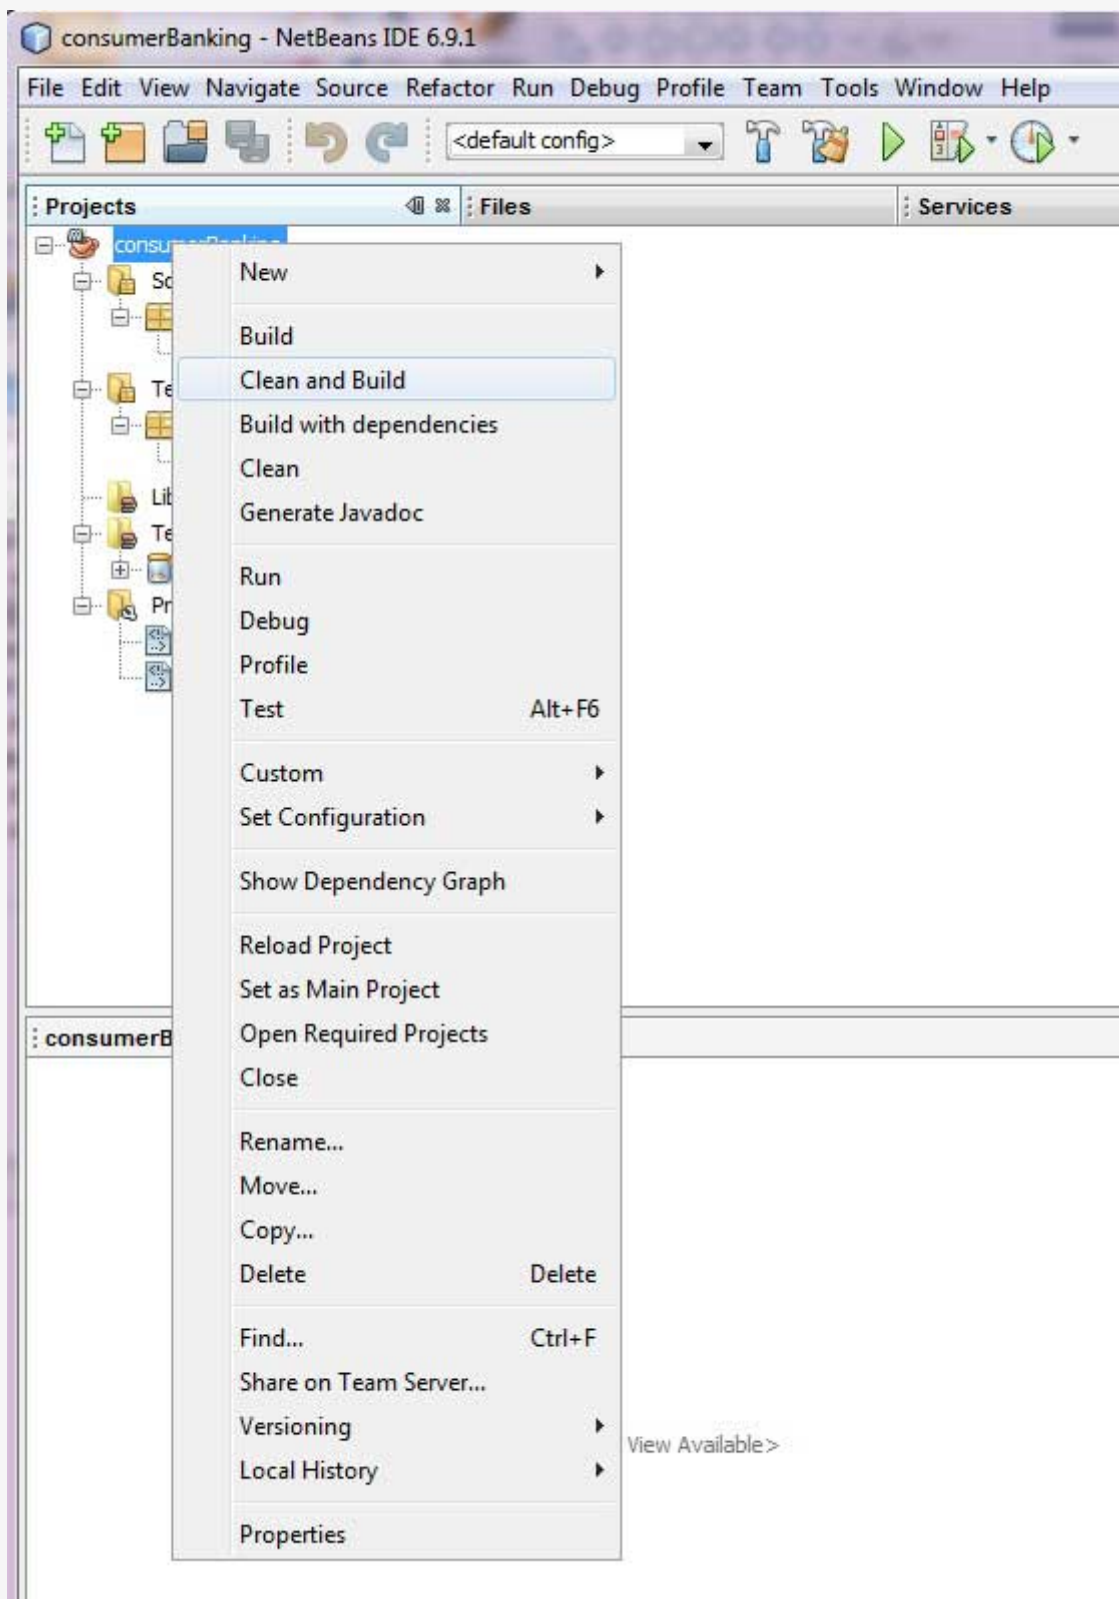 consumerBanking - NetBeans IDE 6.9.1
File Edit View Navigate Source Refactor Run Debug Profile Team Tools Window Help
<default config>
Projects Files Services
New
Build
Clean and Build
Build with dependencies
Clean
Generate Javadoc
Run
Debug
Profile
Test Alt+F6
Custom
Set Configuration
Show Dependency Graph
Reload Project
Set as Main Project
Open Required Projects
Close
Rename...
Move...
Copy...
Delete Delete
Find... Ctrl+F
Share on Team Server...
Versioning
View Available>
Local History
Properties